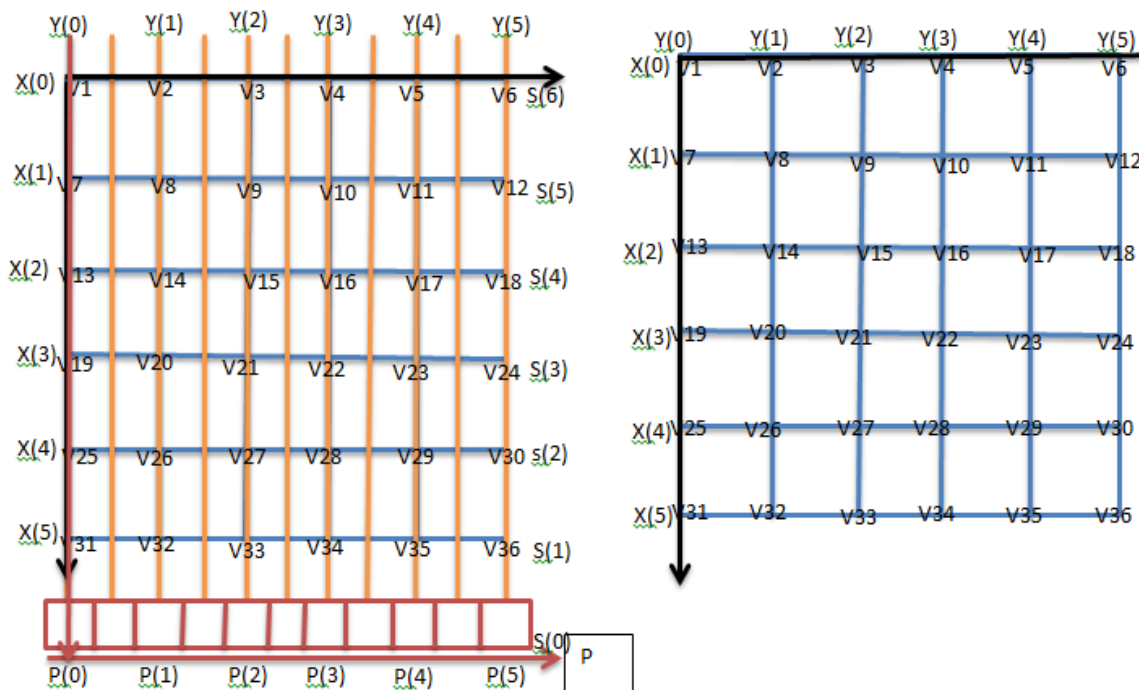 Y(0) Y(1) Y(2) Y(3) Y(4) Y(5)
X(0) V1 V2 V3 V4 V5 V6 S(6)
X(1) V7 V8 V9 V10 V11 V12 S(5)
X(2) V13 V14 V15 V16 V17 V18 S(4)
X(3) V19 V20 V21 V22 V23 V24 S(3)
X(4) V25 V26 V27 V28 V29 V30 s(2)
X(5) V31 V32 V33 V34 V35 V36 S(1)
S(0)
P
P(0) P(1) P(2) P(3) P(4) P(5)
Y(0) Y(1) Y(2) Y(3) Y(4) Y(5)
X(0) V1 V2 V3 V4 V5 V6
X(1) V7 V8 V9 V10 V11 V12
X(2) V13 V14 V15 V16 V17 V18
X(3) V19 V20 V21 V22 V23 V24
X(4) V25 V26 V27 V28 V29 V30
X(5) V31 V32 V33 V34 V35 V36